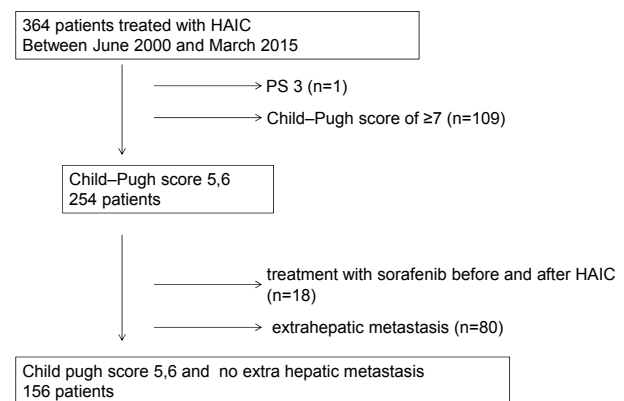 364 patients treated with HAIC
Between June 2000 and March 2015
PS 3 (n=1)
Child–Pugh score of ≥7 (n=109)
Child–Pugh score 5,6
254 patients
treatment with sorafenib before and after HAIC
(n=18)
extrahepatic metastasis (n=80)
Child pugh score 5,6 and no extra hepatic metastasis
156 patients